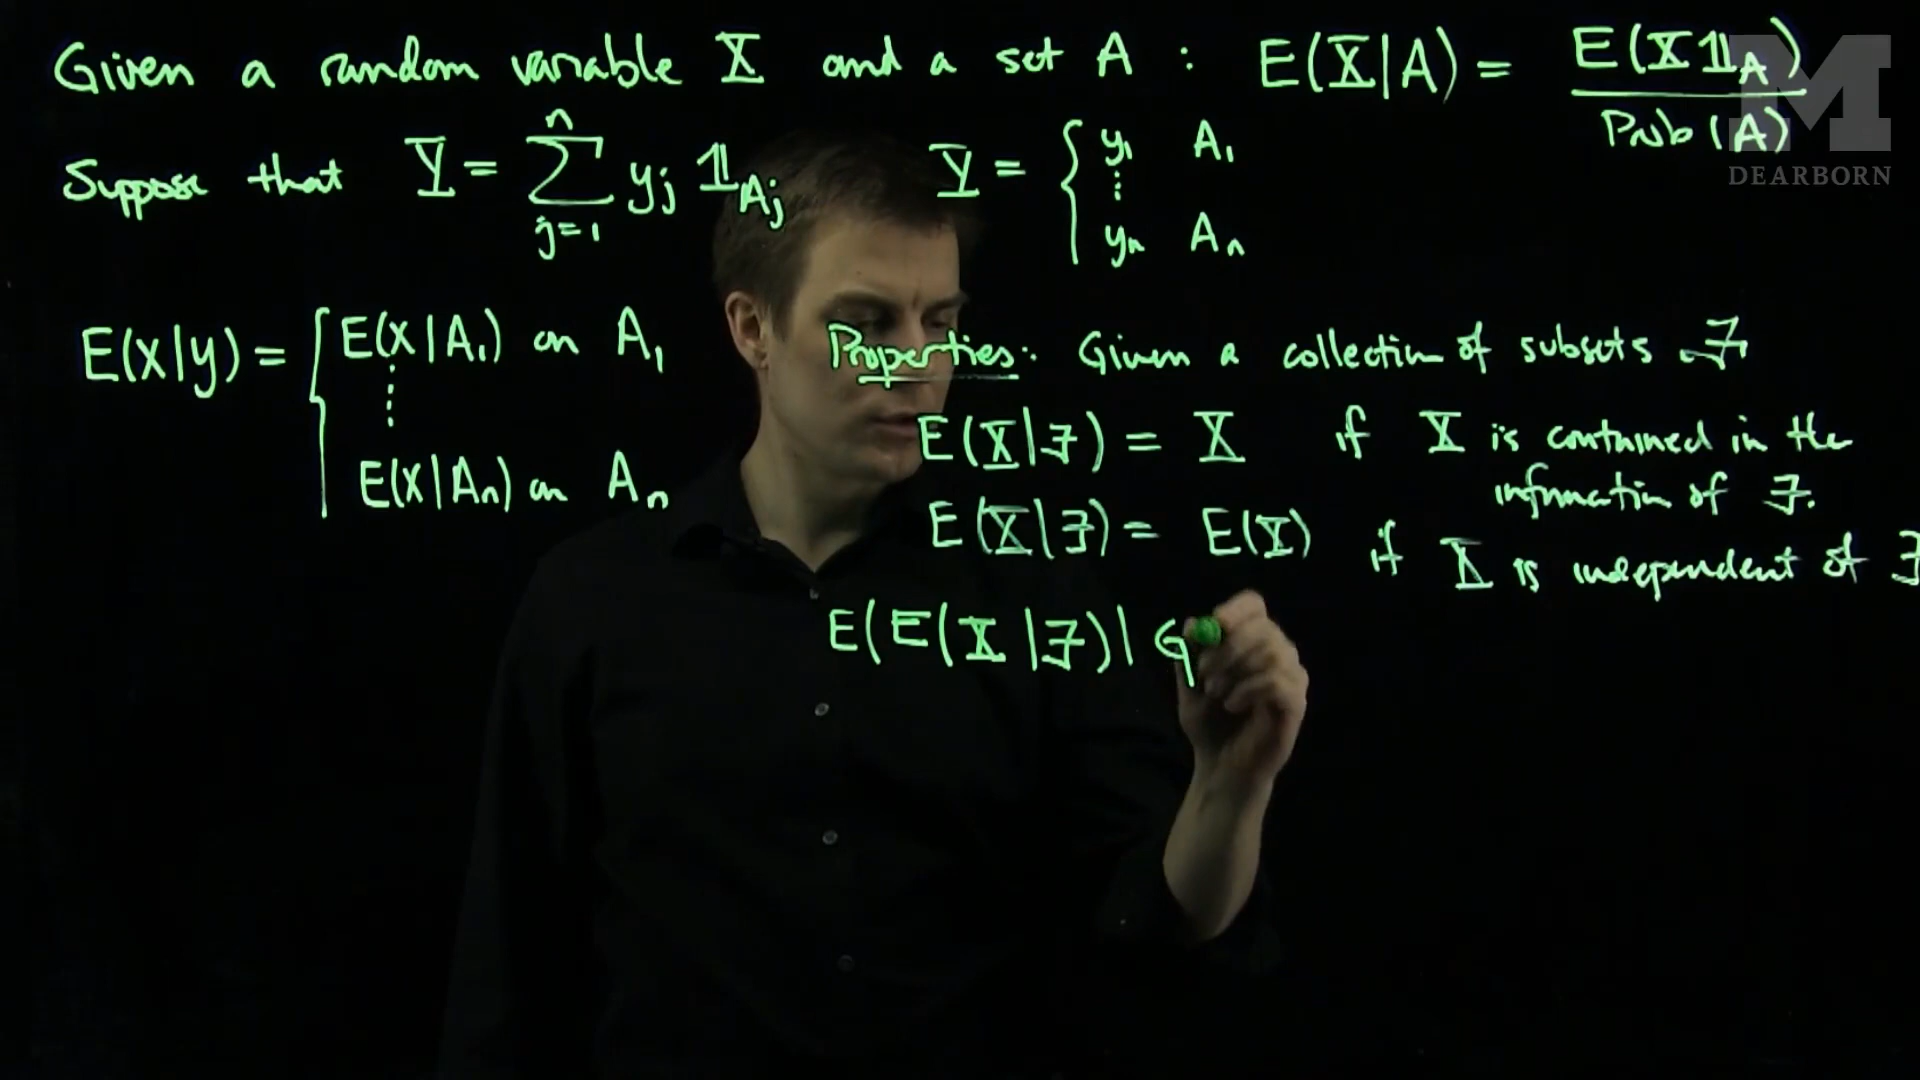 Given a random variable X and a set A : E(X|A) = E(X 𝟙_A) / Prob(A)
Suppose that Y = ∑_{j=1}^{n} y_j 𝟙_{A_j}   Y = { y_1 A_1 ⋮ y_n A_n
E(X|y) = { E(X|A_1) on A_1 ⋮ E(X|A_n) on A_n
Properties: Given a collection of subsets ℱ
E(X|ℱ) = X if X is contained in the
information of ℱ.
E(X|ℱ) = E(X) if X is independent of ℱ
E(E(X|ℱ)|G
M
DEARBORN